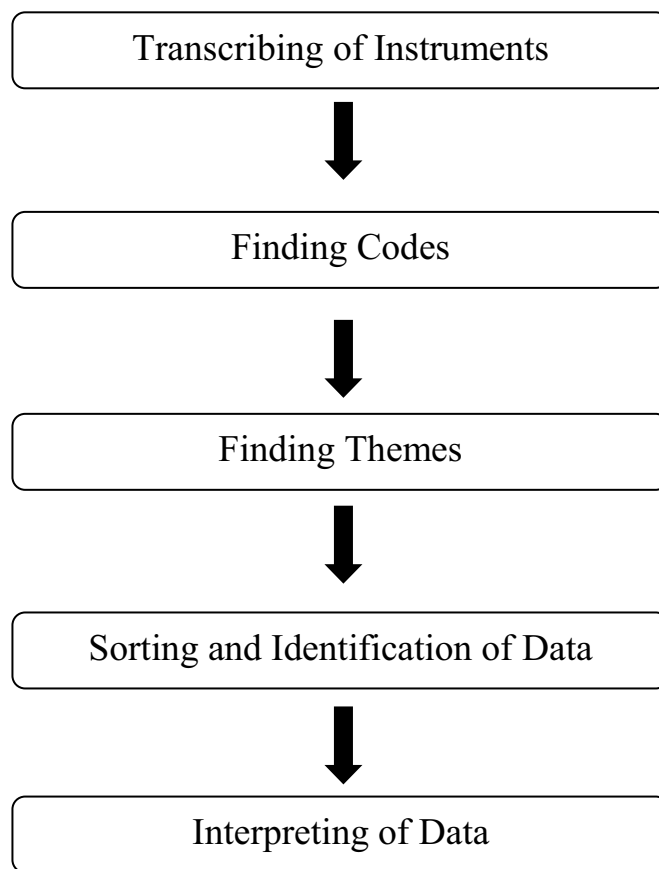 Transcribing of Instruments
Finding Codes
Finding Themes
Sorting and Identification of Data
Interpreting of Data